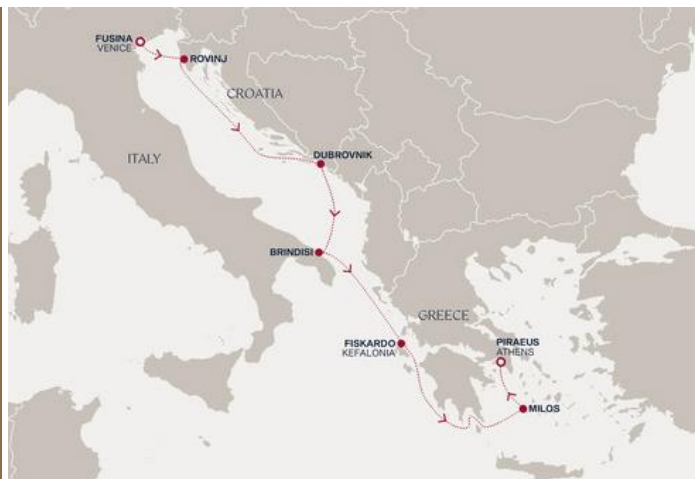 FUSINA
VENICE
ROVINJ
CROATIA
ITALY
DUBROVNIK
BRINDISI
GREECE
FISKARDO
KEFALONIA
PIRAEUS
ATHENS
MILOS